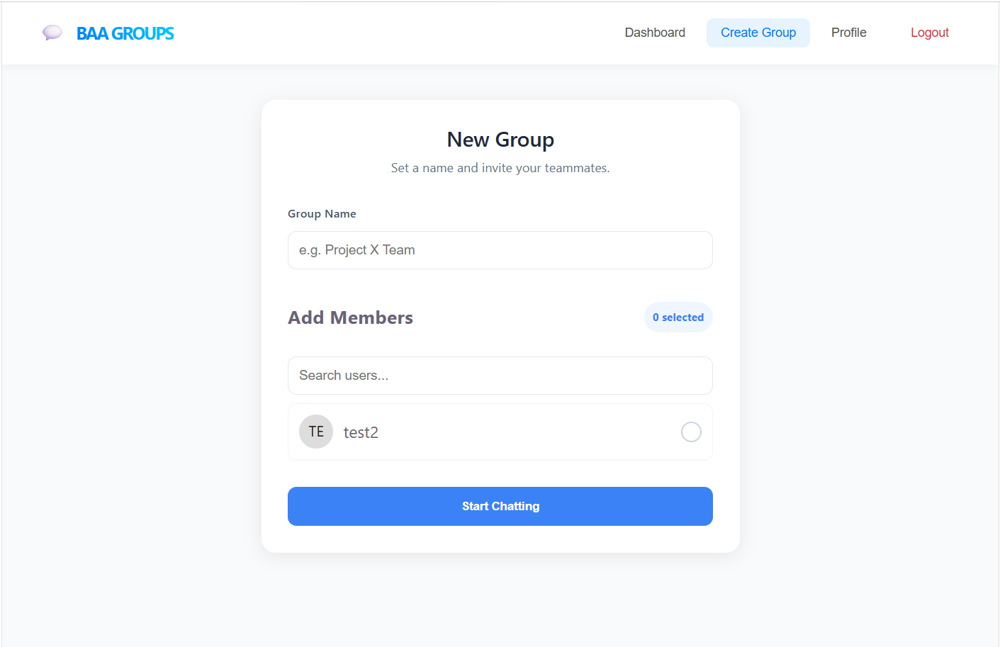 BAA GROUPS
Dashboard
Create Group
Profile
Logout
New Group
Set a name and invite your teammates.
Group Name
e.g. Project X Team
Add Members
0 selected
Search users...
TE
test2
Start Chatting